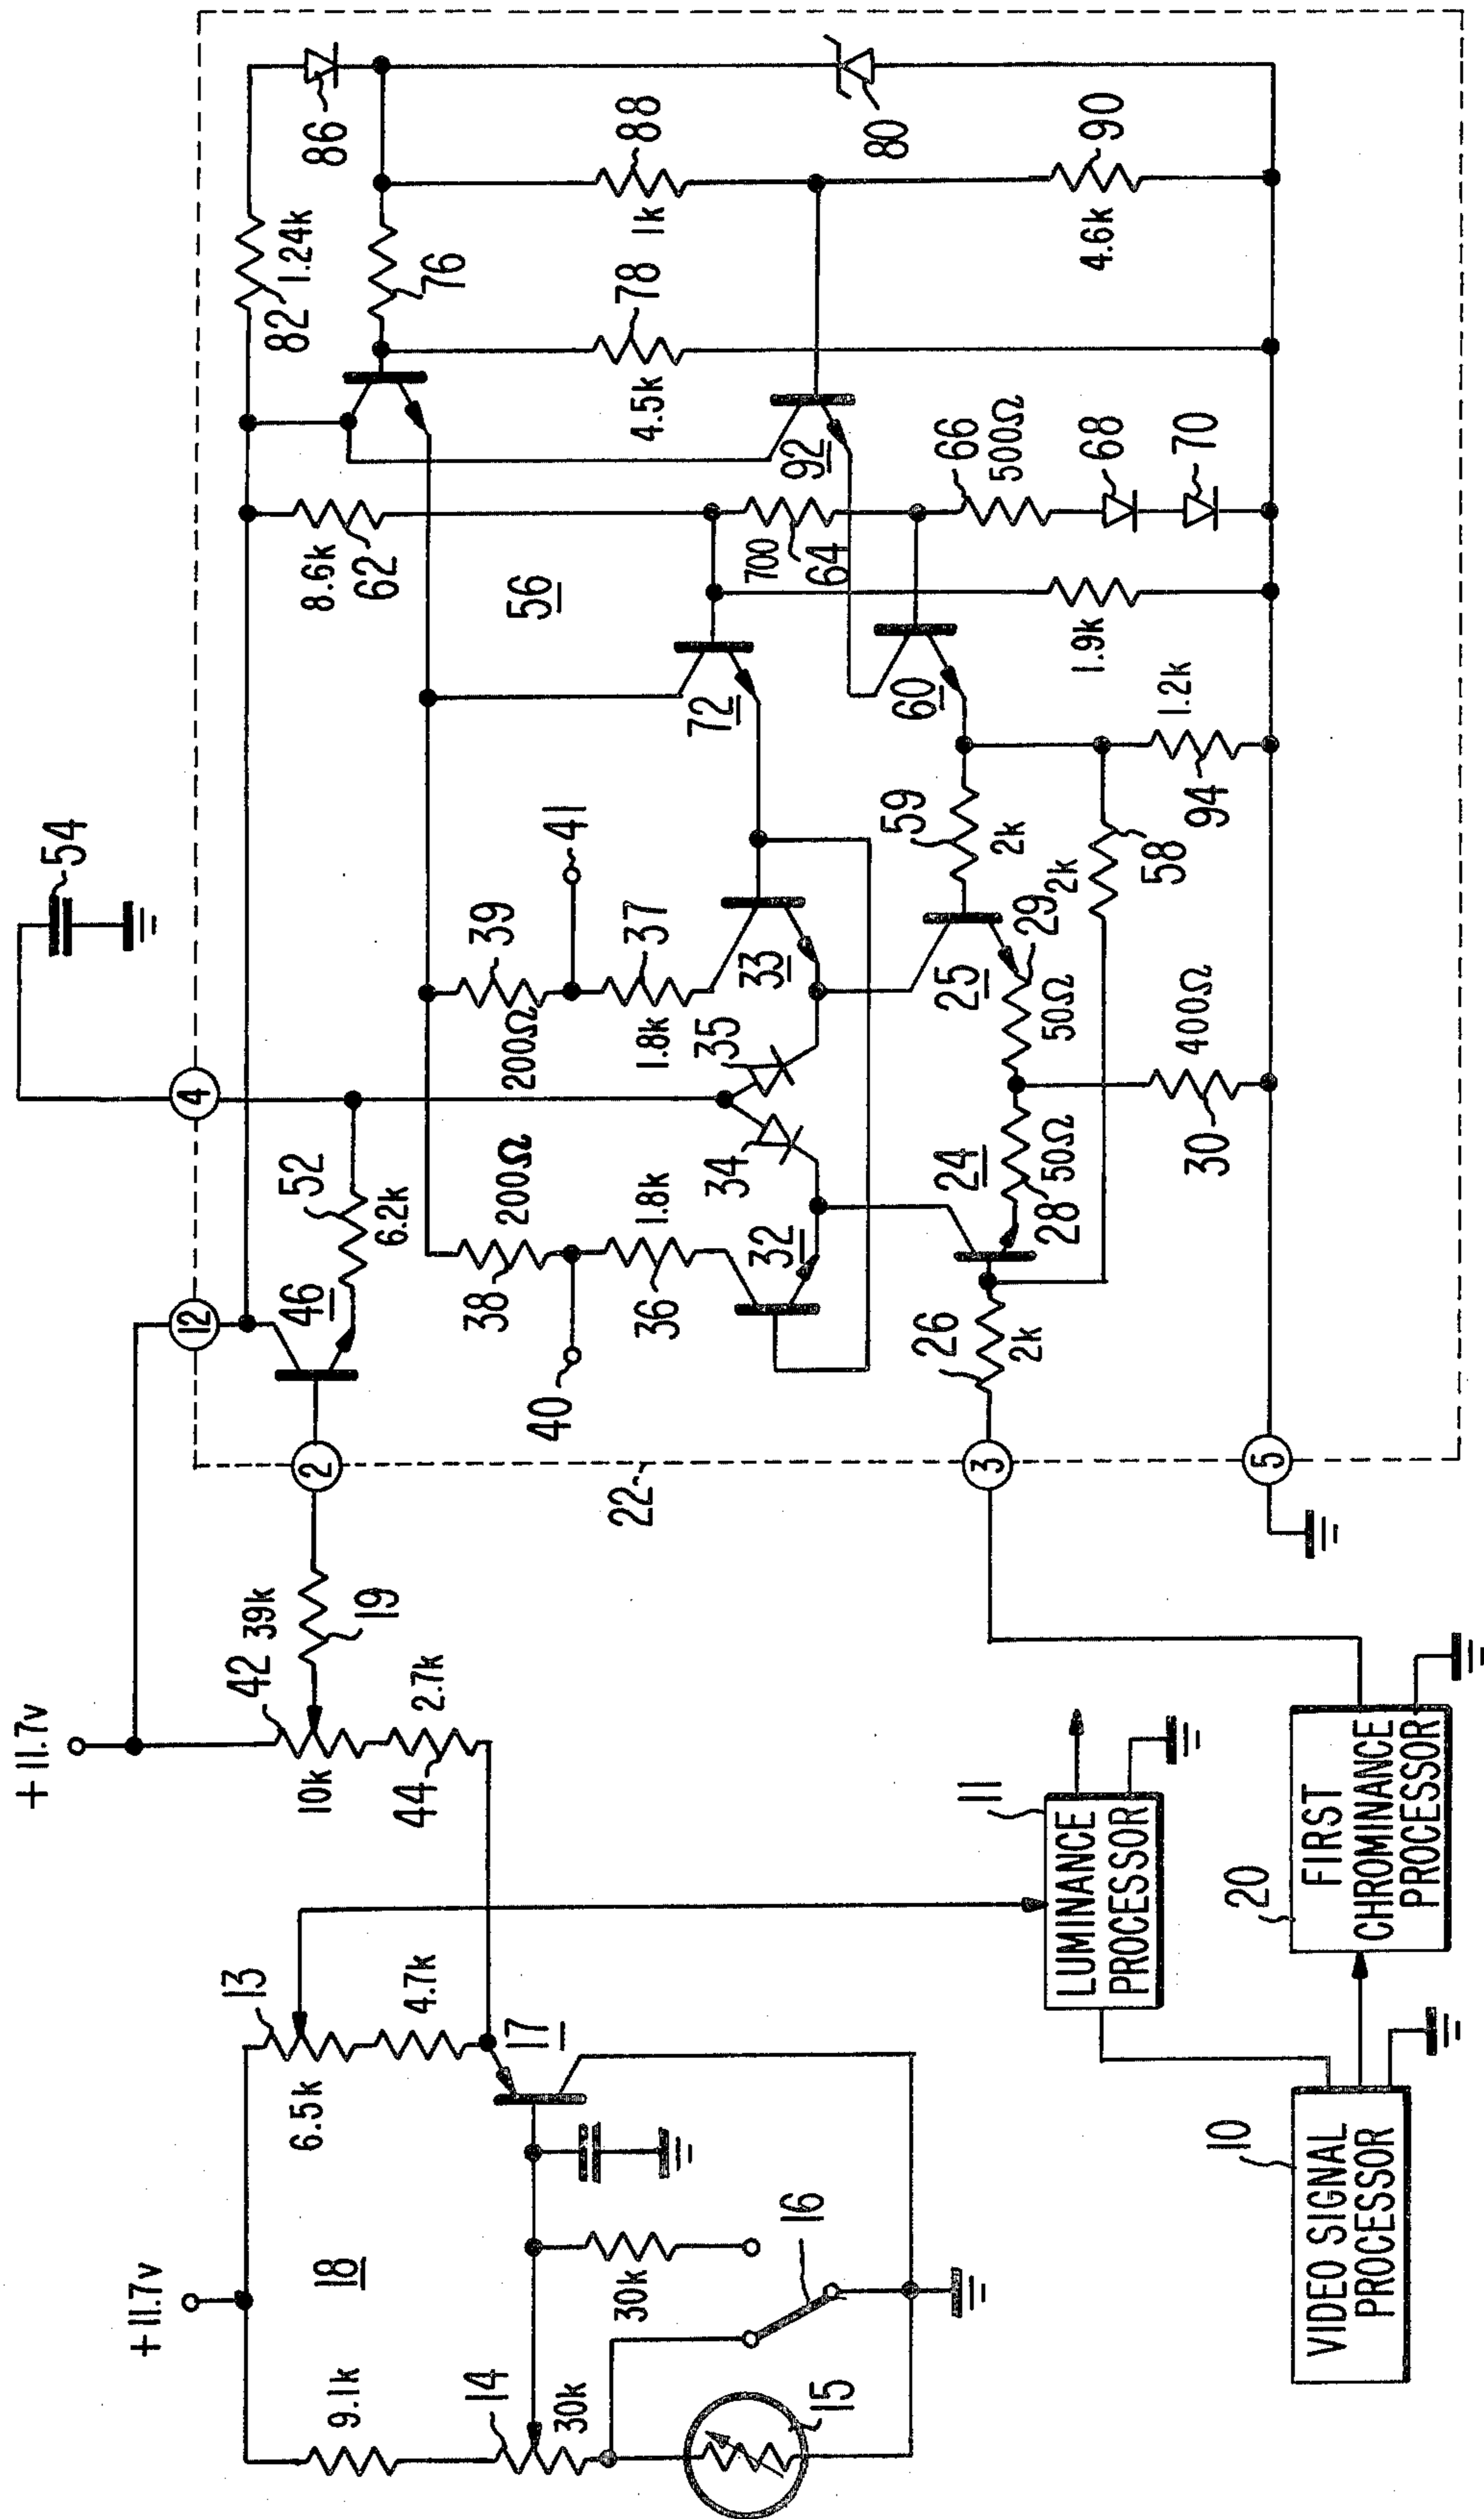 +11.7v
+11.7v
9.1k
14
30k
15
18
30k
16
6.5k
13
4.7k
17
10k
42
39k
19
44
2.7k
11
LUMINANCE
PROCESSOR
20
FIRST
CHROMINANCE
PROCESSOR
10
VIDEO SIGNAL
PROCESSOR
22
2
12
4
3
5
54
46
52
6.2k
38
200Ω
39
200Ω
40
41
36
1.8k
37
1.8k
32
34
35
33
72
56
26
2k
24
25
28
50Ω
29
50Ω
30
400Ω
59
2k
58
2k
94
1.2k
60
1.9k
62
8.6k
64
700
66
500Ω
68
70
92
82
1.24k
86
76
78
4.5k
88
1k
80
90
4.6k